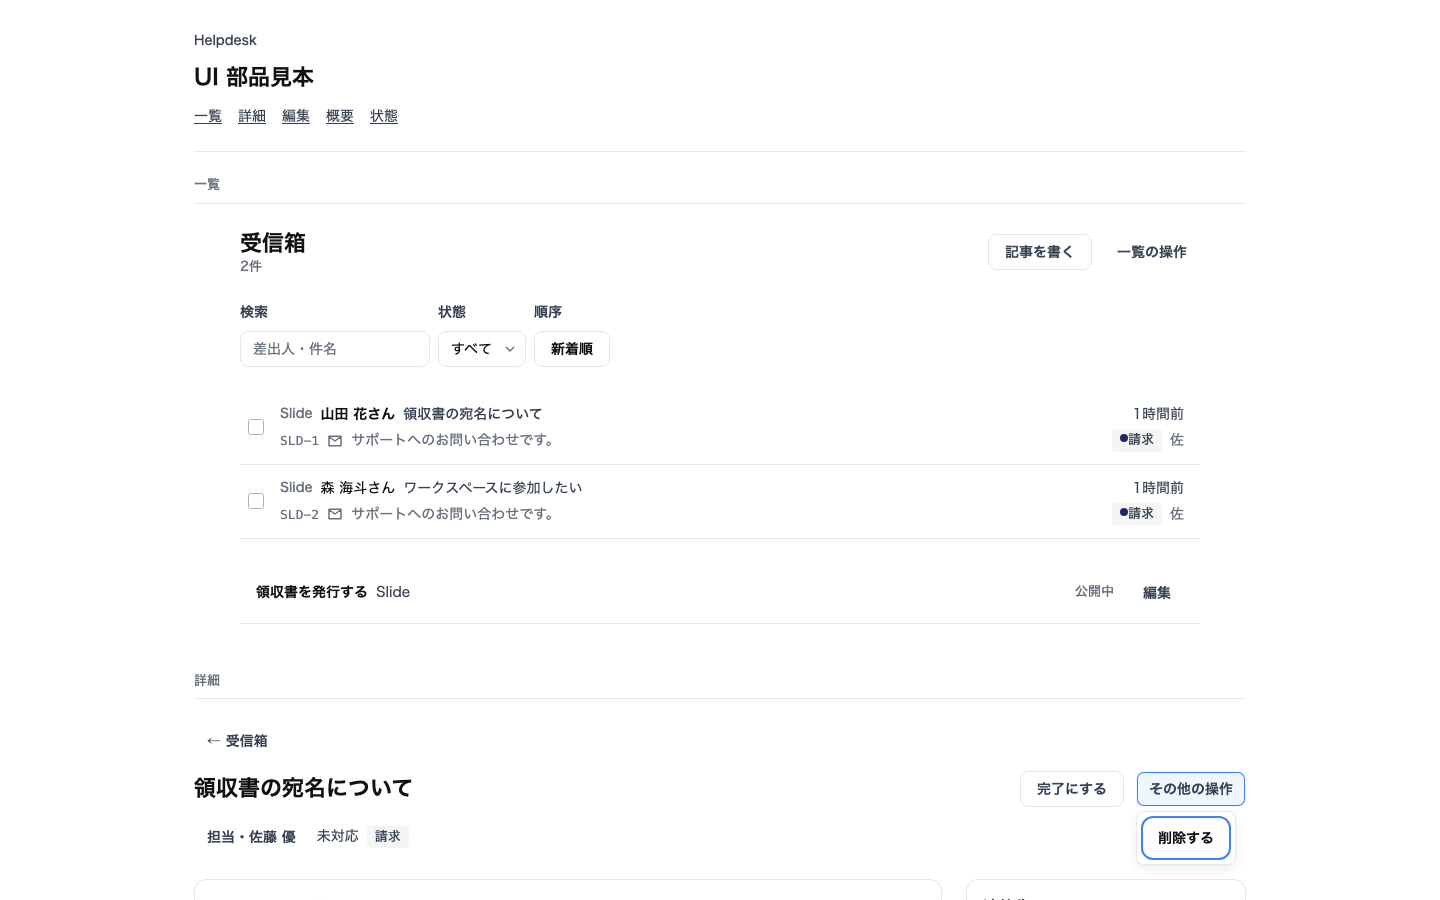 Helpdesk
UI 部品見本
一覧 詳細 編集 概要 状態
一覧
受信箱
2件
記事を書く 一覧の操作
検索 状態 順序
差出人・件名 すべて 新着順
Slide 山田 花さん 領収書の宛名について 1時間前
SLD-1 サポートへのお問い合わせです。 請求 佐
Slide 森 海斗さん ワークスペースに参加したい 1時間前
SLD-2 サポートへのお問い合わせです。 請求 佐
領収書を発行する Slide 公開中 編集
詳細
← 受信箱
領収書の宛名について 完了にする その他の操作
担当・佐藤 優 未対応 請求 削除する